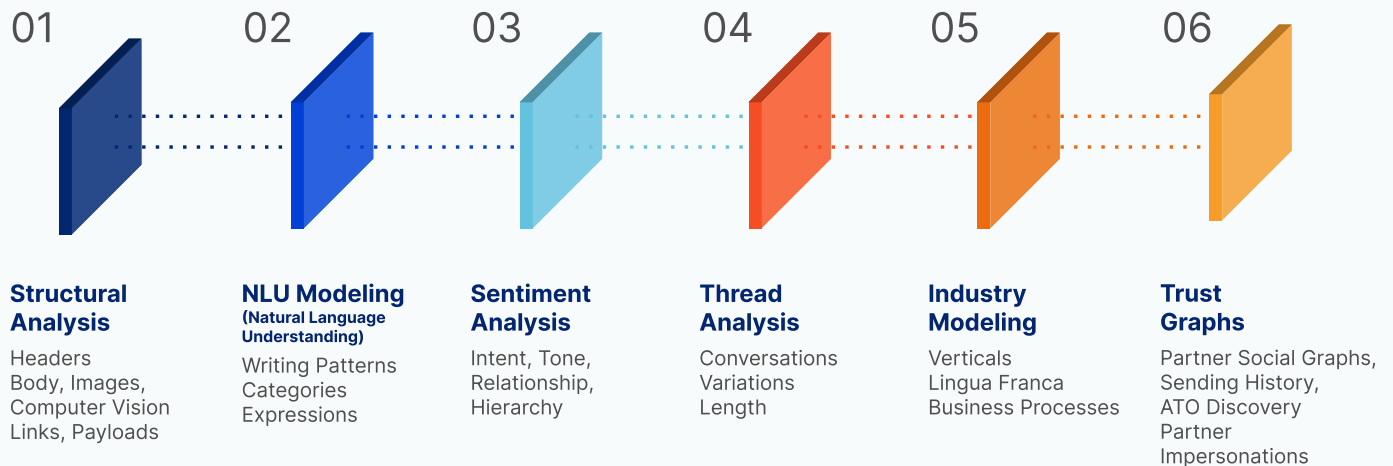 01
02
03
04
05
06
Structural
Analysis
Headers
Body, Images,
Computer Vision
Links, Payloads
NLU Modeling
(Natural Language
Understanding)
Writing Patterns
Categories
Expressions
Sentiment
Analysis
Intent, Tone,
Relationship,
Hierarchy
Thread
Analysis
Conversations
Variations
Length
Industry
Modeling
Verticals
Lingua Franca
Business Processes
Trust
Graphs
Partner Social Graphs,
Sending History,
ATO Discovery
Partner
Impersonations